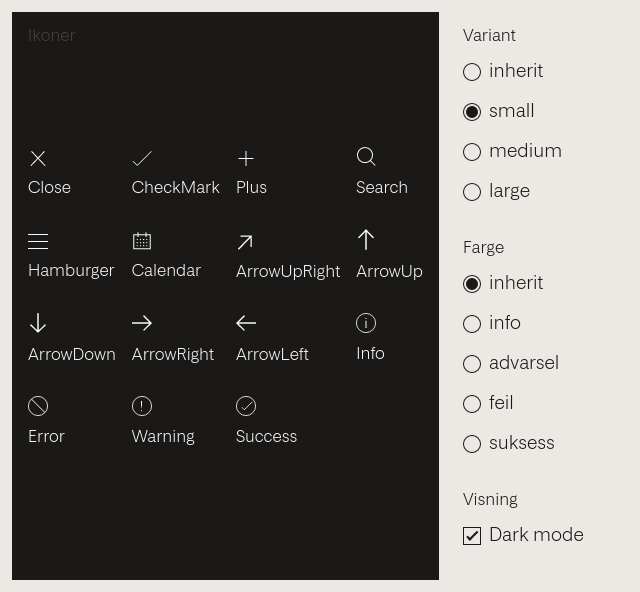 Ikoner
Close
CheckMark
Plus
Search
Hamburger
Calendar
ArrowUpRight
ArrowUp
ArrowDown
ArrowRight
ArrowLeft
Info
Error
Warning
Success
Variant
inherit
small
medium
large
Farge
inherit
info
advarsel
feil
suksess
Visning
Dark mode